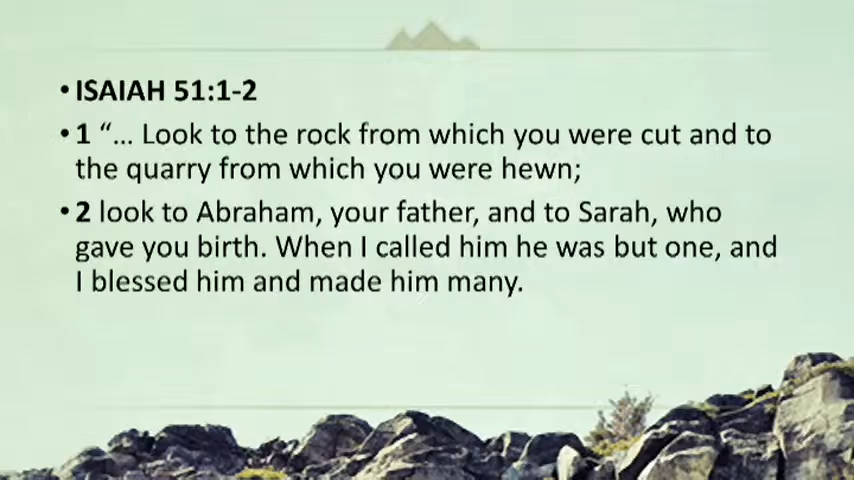 • ISAIAH 51:1-2
• 1 “... Look to the rock from which you were cut and to
the quarry from which you were hewn;
• 2 look to Abraham, your father, and to Sarah, who
gave you birth. When I called him he was but one, and
I blessed him and made him many.